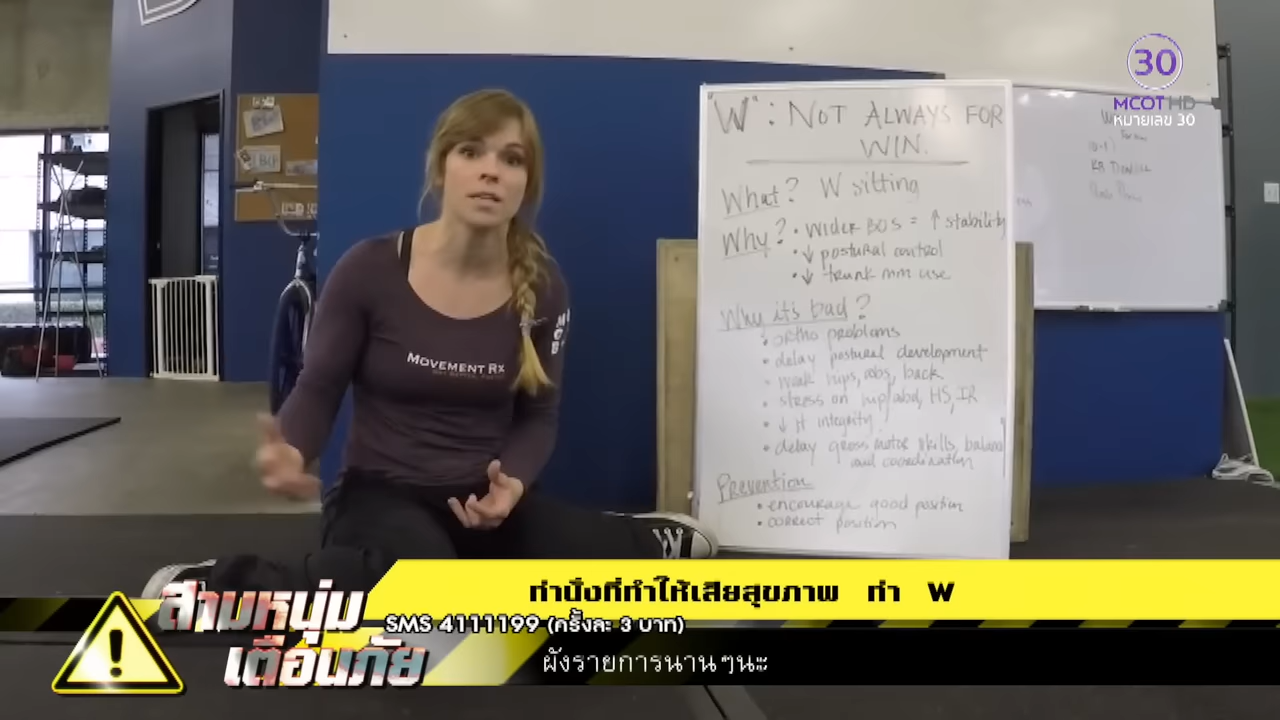 30
MCOT HD
หมายเลข 30
"W": NOT ALWAYS FOR
WIN.
What? W sitting
Why? • WIDER BOS = ↑ stability
• ↓ postural control
• ↓ trunk mm use
Why it's bad?
• ortho problems
• delay postural development
• weak hips, abs, back
• stress on hip/abd, HS, IR
• ↓ jt integrity
• delay gross motor skills, balance
and coordination
Prevention
• encourage good position
• correct position
MOVEMENT RX
ท่านั่งที่ทำให้เสียสุขภาพ ท่า W
สามหนุ่ม
เตือนภัย
SMS 4111199 (ครั้งละ 3 บาท)
ผังรายการนานๆนะ